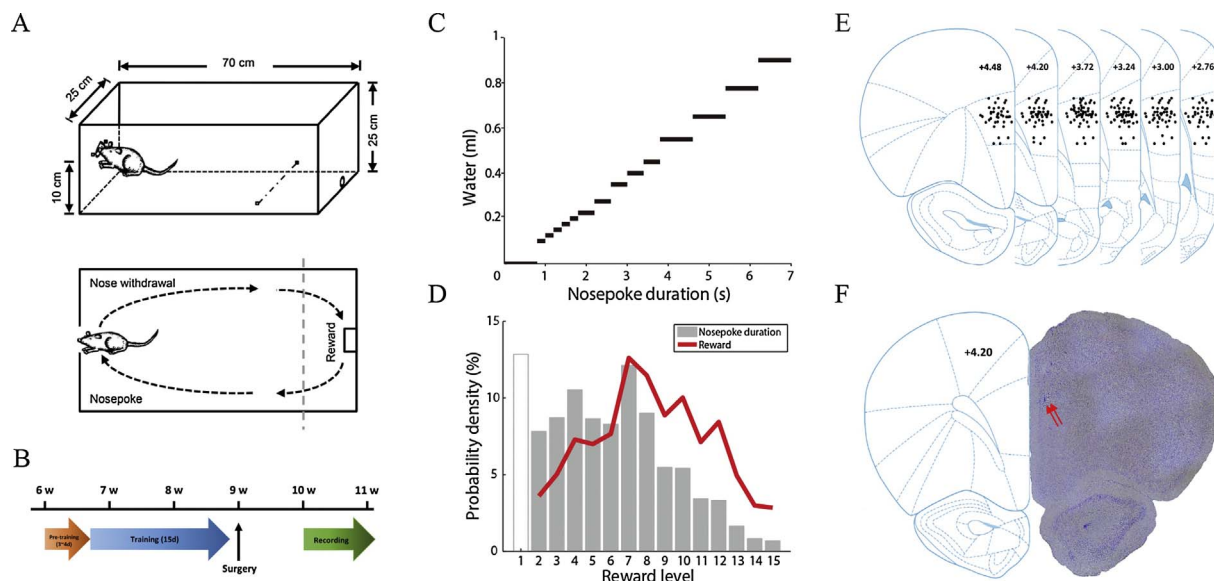 A
70 cm
25 cm
25 cm
10 cm
Nose withdrawal
Reward
Nosepoke
B
6 w 7 w 8 w 9 w 10 w 11 w
Pre-training
(3~4d)
Training (15d)
Surgery
Recording
C
1
0.8
0.6
0.4
0.2
Water (ml)
0 1 2 3 4 5 6 7
Nosepoke duration (s)
D
15
10
5
0
Probability density (%)
Nosepoke duration
Reward
1 2 3 4 5 6 7 8 9 10 11 12 13 14 15
Reward level
E
+4.48 +4.20 +3.72 +3.24 +3.00 +2.76
F
+4.20